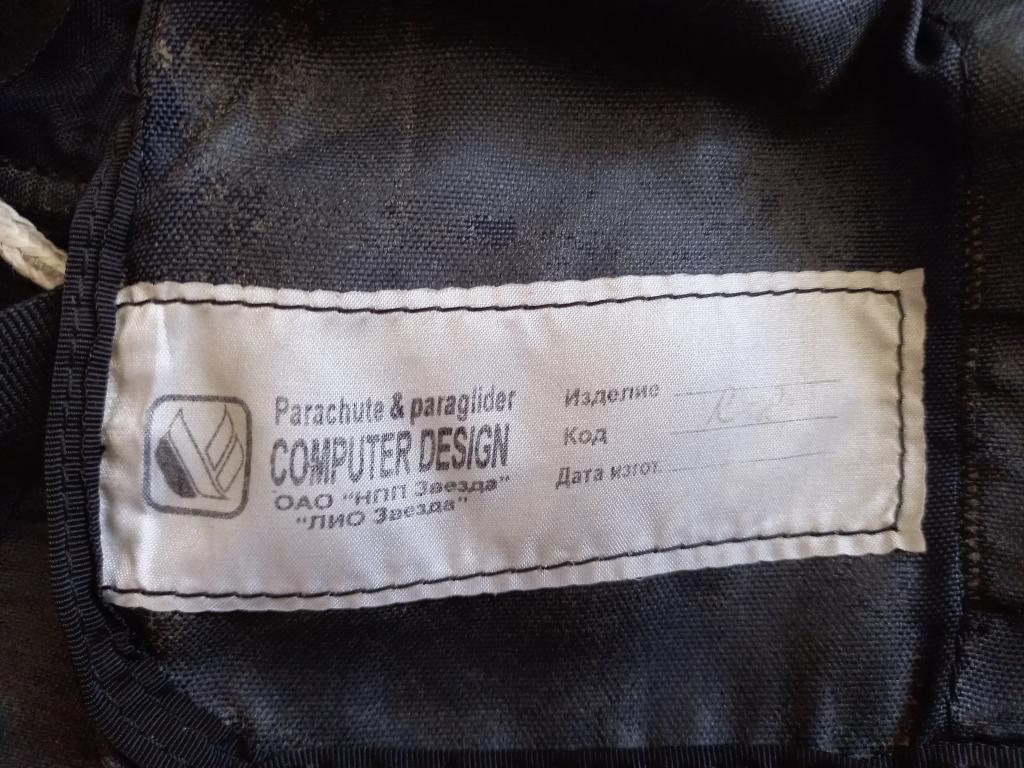 Parachute & paraglider
COMPUTER DESIGN
ОАО "НПП Звезда"
"ЛИО Звезда"
Изделие
Код
Дата изгот.